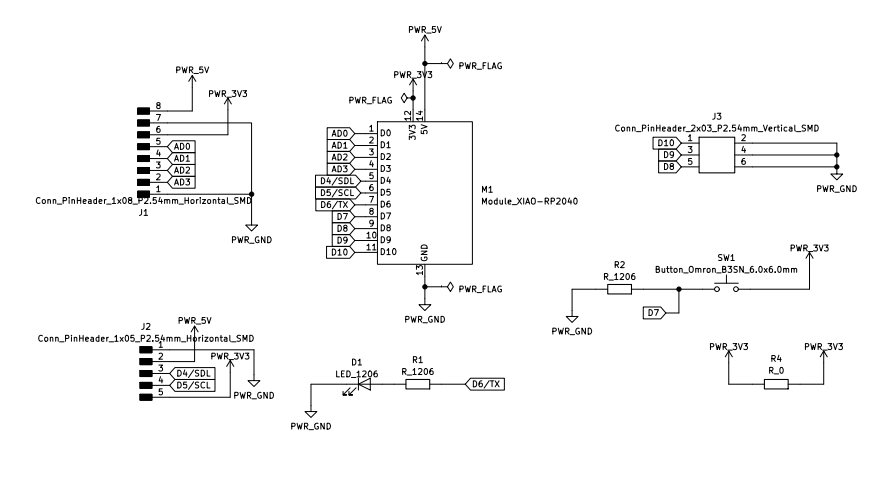 PWR_5V
PWR_FLAG
PWR_3V3
PWR_FLAG
12
14
3V3
5V
AD0 1 D0
AD1 2 D1
AD2 3 D2
AD3 4 D3
D4/SDL 5 D4
D5/SCL 6 D5
D6/TX 7 D6
D7 8 D7
D8 9 D8
D9 10 D9
D10 11 D10
M1
Module_XIAO-RP2040
GND
13
PWR_FLAG
PWR_GND
PWR_5V
PWR_3V3
8
7
6
5 AD0
4 AD1
3 AD2
2 AD3
1
Conn_PinHeader_1x08_P2.54mm_Horizontal_SMD
J1
PWR_GND
J3
Conn_PinHeader_2x03_P2.54mm_Vertical_SMD
D10 1 2
D9 3 4
D8 5 6
PWR_GND
PWR_3V3
SW1
Button_Omron_B3SN_6.0x6.0mm
R2
R_1206
D7
PWR_GND
J2
PWR_5V
Conn_PinHeader_1x05_P2.54mm_Horizontal_SMD
1
2
PWR_3V3
3 D4/SDL
4 D5/SCL
5
PWR_GND
D1
LED_1206
R1
R_1206
D6/TX
PWR_GND
PWR_3V3
PWR_3V3
R4
R_0